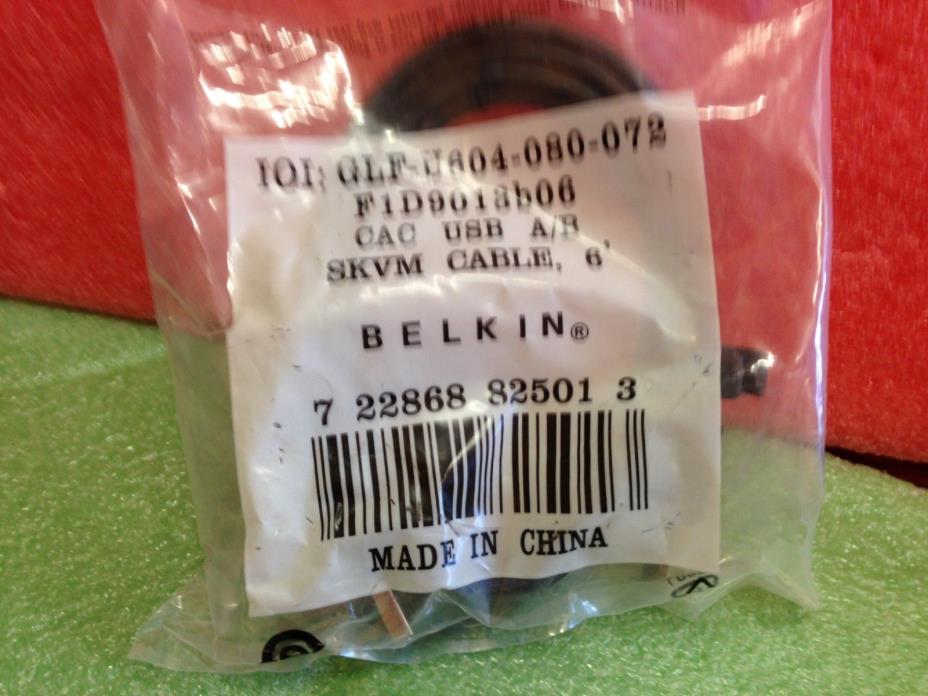 IOI: GLF-U604-080-072
F1D9013b06
CAC USB A/B
SKVM CABLE, 6'
BELKIN®
7 22868 82501 3
MADE IN CHINA